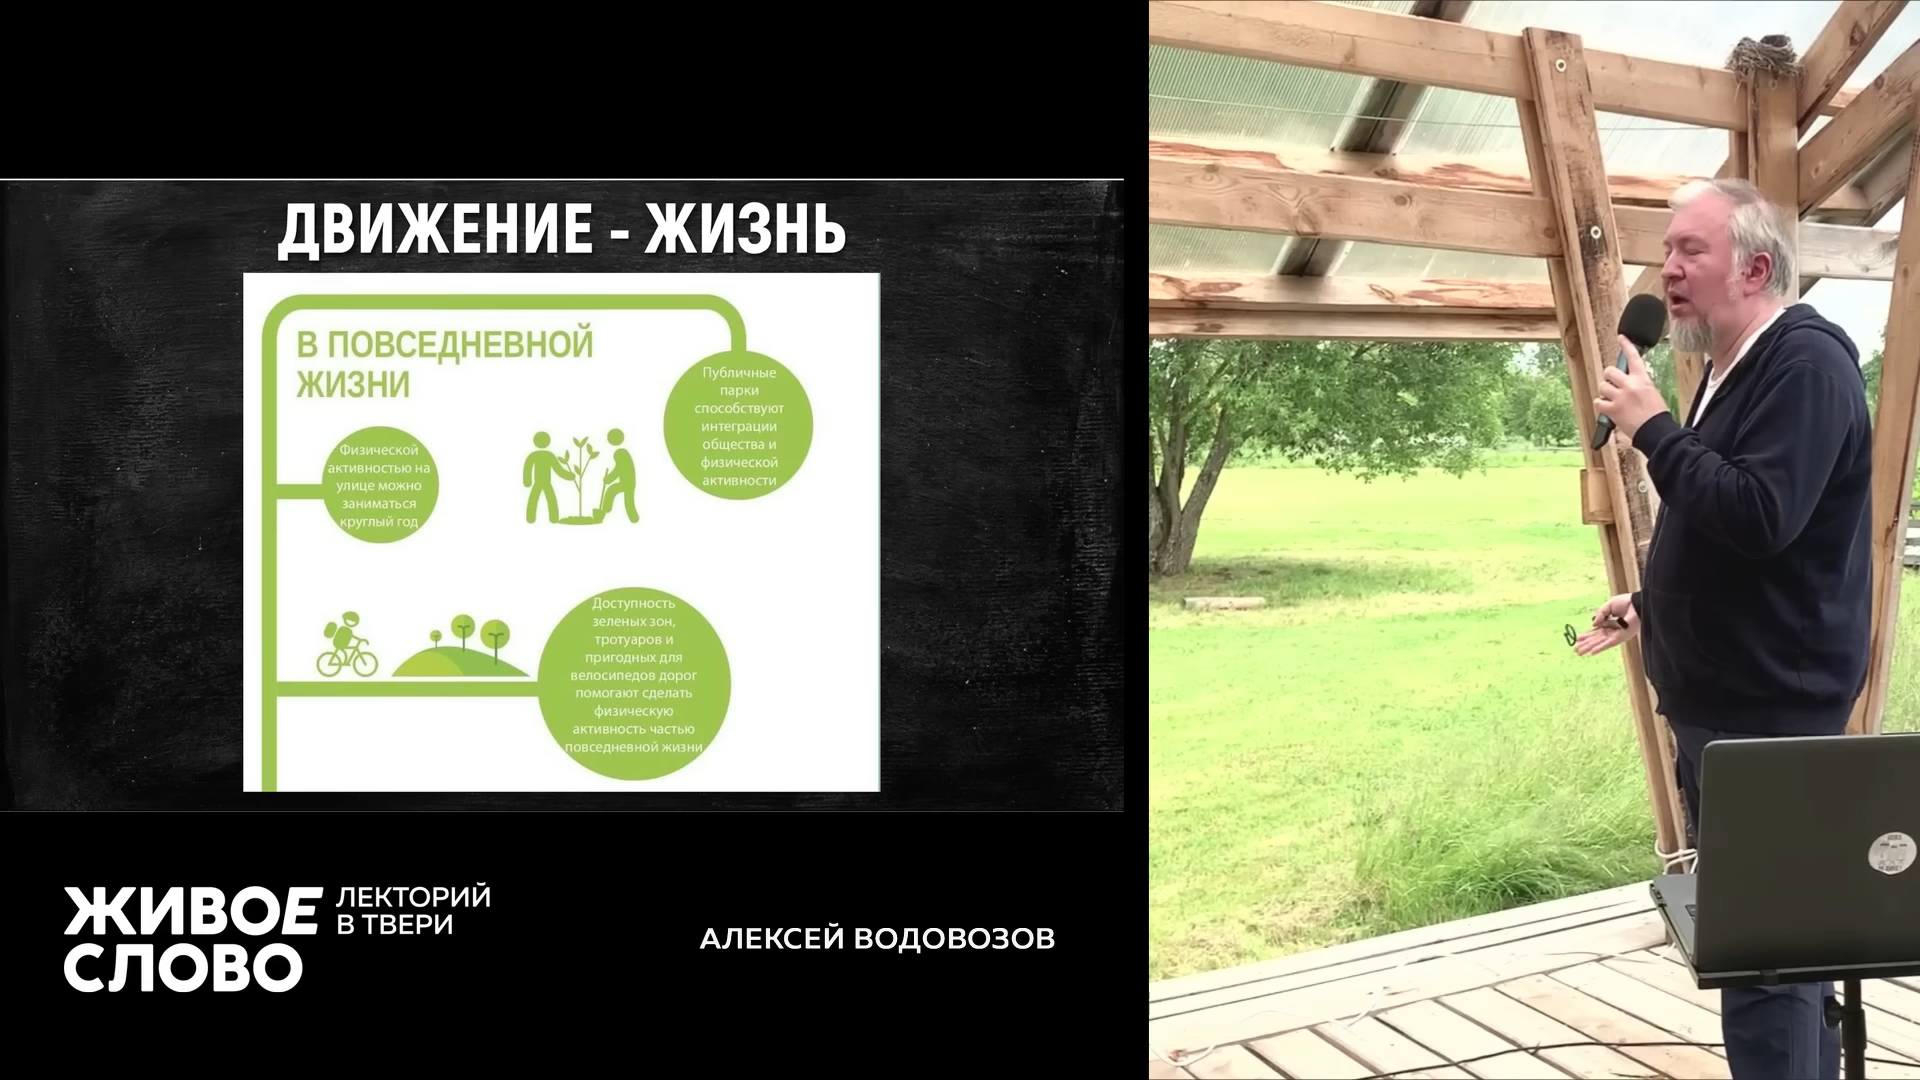 ДВИЖЕНИЕ - ЖИЗНЬ
В ПОВСЕДНЕВНОЙ
ЖИЗНИ
Публичные
парки
способствуют
интеграции
общества и
физической
активности
Физической
активностью на
улице можно
заниматься
круглый год
Доступность
зеленых зон,
тротуаров и
пригодных для
велосипедов дорог
помогают сделать
физическую
активность частью
повседневной жизни
ЖИВОЕ
СЛОВО
ЛЕКТОРИЙ
В ТВЕРИ
АЛЕКСЕЙ ВОДОВОЗОВ